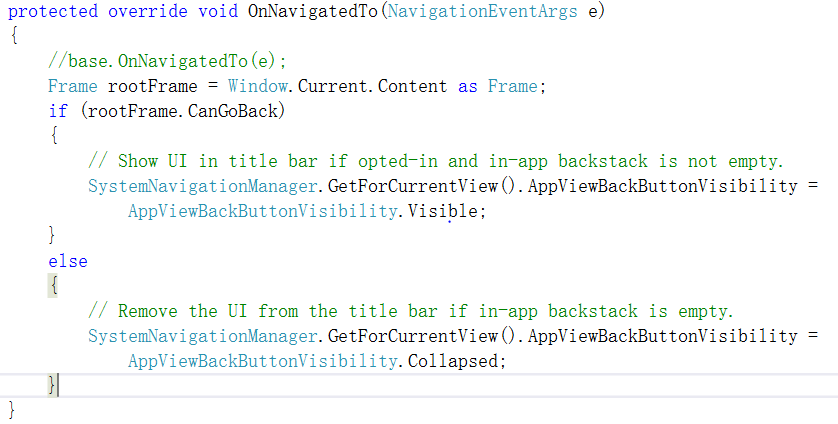 protected override void OnNavigatedTo(NavigationEventArgs e)
{
    //base.OnNavigatedTo(e);
    Frame rootFrame = Window.Current.Content as Frame;
    if (rootFrame.CanGoBack)
    {
        // Show UI in title bar if opted-in and in-app backstack is not empty.
        SystemNavigationManager.GetForCurrentView().AppViewBackButtonVisibility =
            AppViewBackButtonVisibility.Visible;
    }
    else
    {
        // Remove the UI from the title bar if in-app backstack is empty.
        SystemNavigationManager.GetForCurrentView().AppViewBackButtonVisibility =
            AppViewBackButtonVisibility.Collapsed;
    }
}